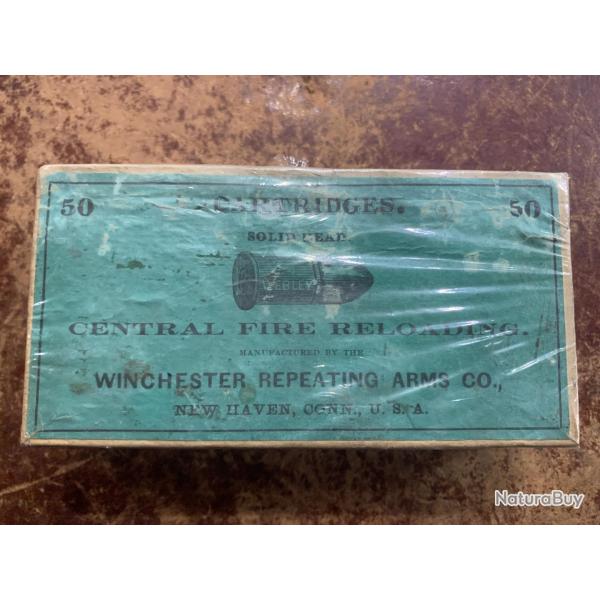 50 CARTRIDGES. 50
SOLID HEAD.
WEBLEY
CENTRAL FIRE RELOADING.
MANUFACTURED BY THE
WINCHESTER REPEATING ARMS CO.,
NEW HAVEN, CONN., U. S. A.
NaturaBuy